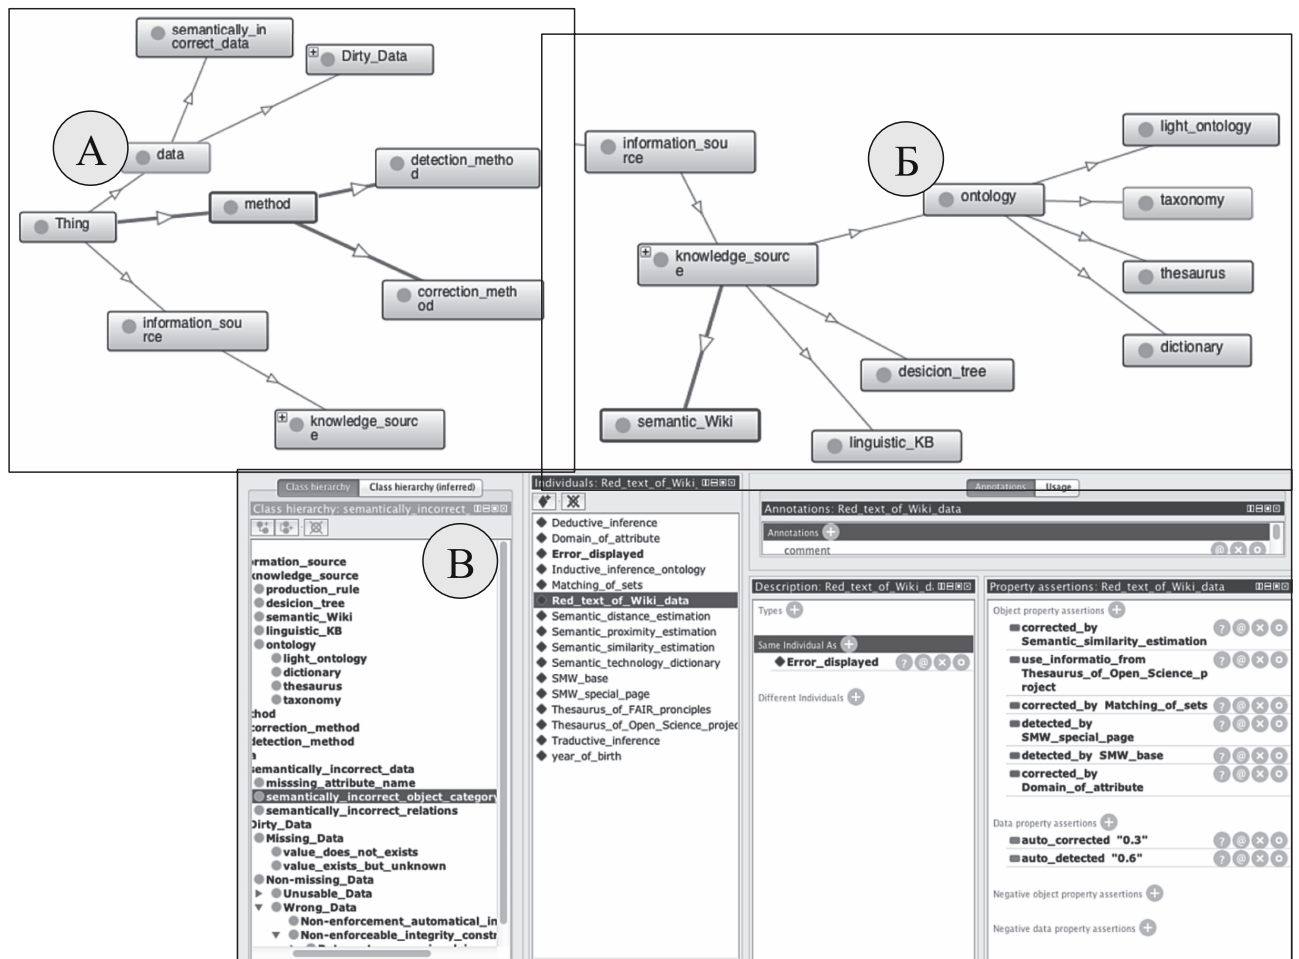 semantically_in
correct_data
Dirty_Data
А
data
detection_metho
d
method
Thing
correction_meth
od
information_sou
rce
knowledge_sourc
e
information_sou
rce
Б
light_ontology
ontology
taxonomy
knowledge_sourc
e
thesaurus
dictionary
desicion_tree
semantic_Wiki
linguistic_KB
В
Class hierarchy
Class hierarchy (inferred)
Class hierarchy: semantically_incorrect_
rmation_source
knowledge_source
production_rule
desicion_tree
semantic_Wiki
linguistic_KB
ontology
light_ontology
dictionary
thesaurus
taxonomy
thod
correction_method
detection_method
a
semantically_incorrect_data
misssing_attribute_name
semantically_incorrect_object_category
semantically_incorrect_relations
Dirty_Data
Missing_Data
value_does_not_exists
value_exists_but_unknown
Non-missing_Data
Unusable_Data
Wrong_Data
Non-enforcement_automatical_in
Non-enforceable_integrity_constr
Individuals: Red_text_of_Wiki_
Deductive_inference
Domain_of_attribute
Error_displayed
Inductive_inference_ontology
Matching_of_sets
Red_text_of_Wiki_data
Semantic_distance_estimation
Semantic_proximity_estimation
Semantic_similarity_estimation
Semantic_technology_dictionary
SMW_base
SMW_special_page
Thesaurus_of_FAIR_pronciples
Thesaurus_of_Open_Science_projec
Traductive_inference
year_of_birth
Annotations
Usage
Annotations: Red_text_of_Wiki_data
Annotations
comment
Description: Red_text_of_Wiki_d
Types
Same Individual As
Error_displayed
Different Individuals
Property assertions: Red_text_of_Wiki_data
Object property assertions
corrected_by
Semantic_similarity_estimation
use_informatio_from
Thesaurus_of_Open_Science_p
roject
corrected_by Matching_of_sets
detected_by
SMW_special_page
detected_by SMW_base
corrected_by
Domain_of_attribute
Data property assertions
auto_corrected "0.3"
auto_detected "0.6"
Negative object property assertions
Negative data property assertions